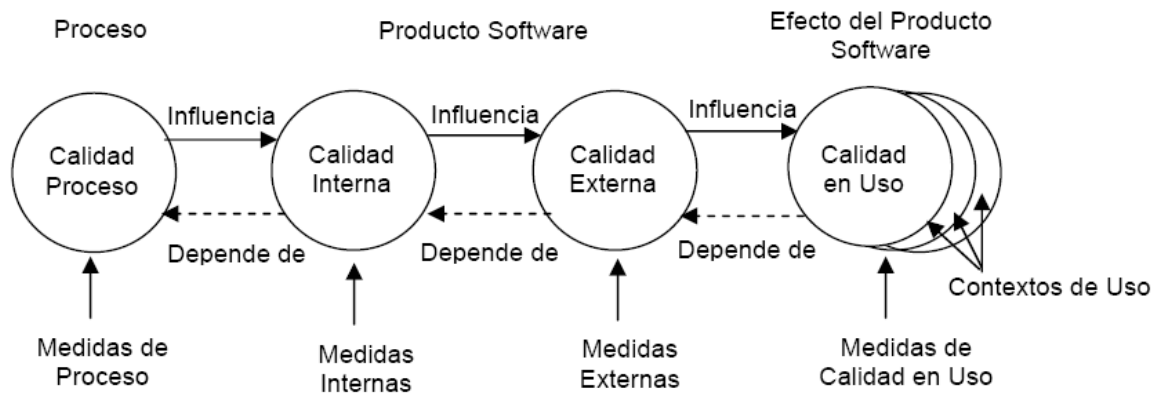 Proceso
Producto Software
Efecto del Producto
Software
Influencia
Influencia
Influencia
Calidad
Proceso
Calidad
Interna
Calidad
Externa
Calidad
en Uso
Depende de
Depende de
Depende de
Contextos de Uso
Medidas de
Proceso
Medidas
Internas
Medidas
Externas
Medidas de
Calidad en Uso